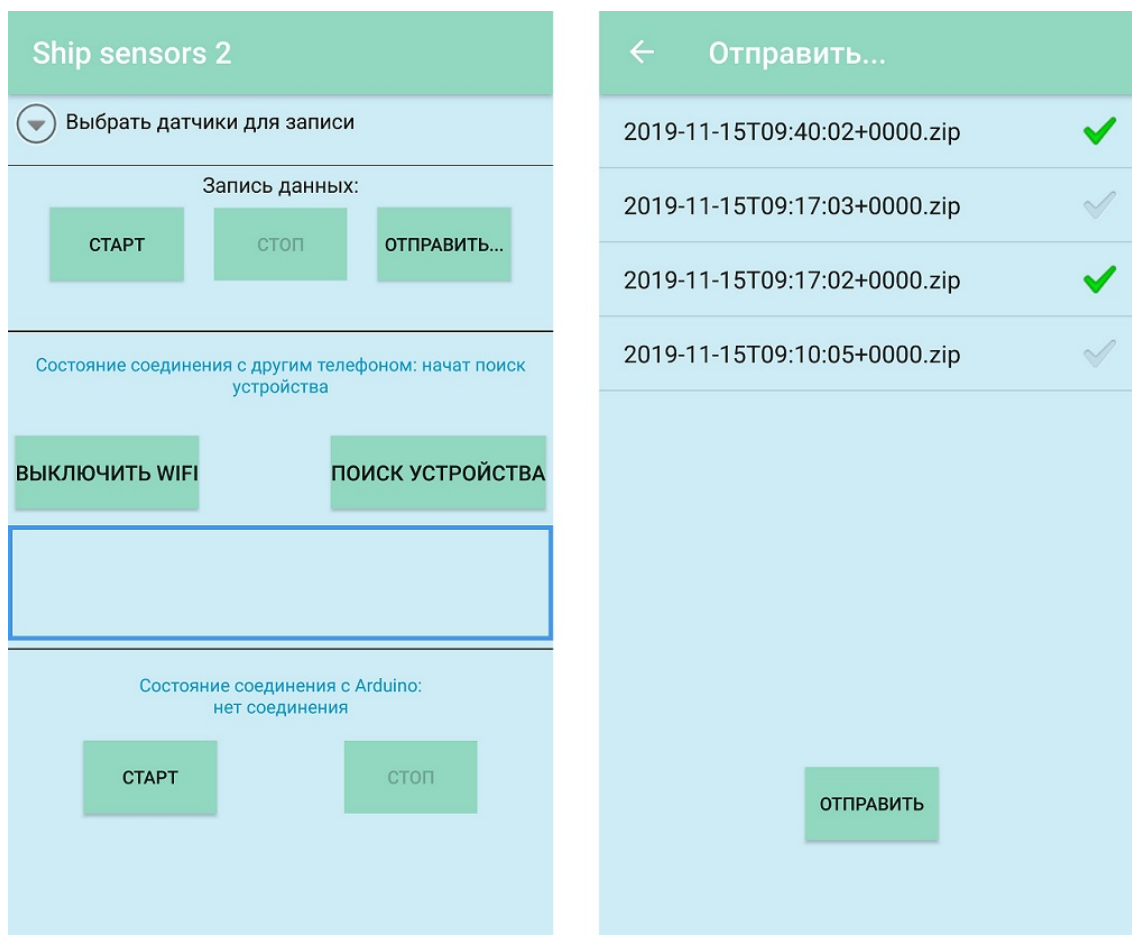 Ship sensors 2
Выбрать датчики для записи
Запись данных:
СТАРТ
СТОП
ОТПРАВИТЬ...
Состояние соединения с другим телефоном: начат поиск
устройства
ВЫКЛЮЧИТЬ WIFI
ПОИСК УСТРОЙСТВА
Состояние соединения с Arduino:
нет соединения
СТАРТ
СТОП
Отправить...
2019-11-15T09:40:02+0000.zip
2019-11-15T09:17:03+0000.zip
2019-11-15T09:17:02+0000.zip
2019-11-15T09:10:05+0000.zip
ОТПРАВИТЬ